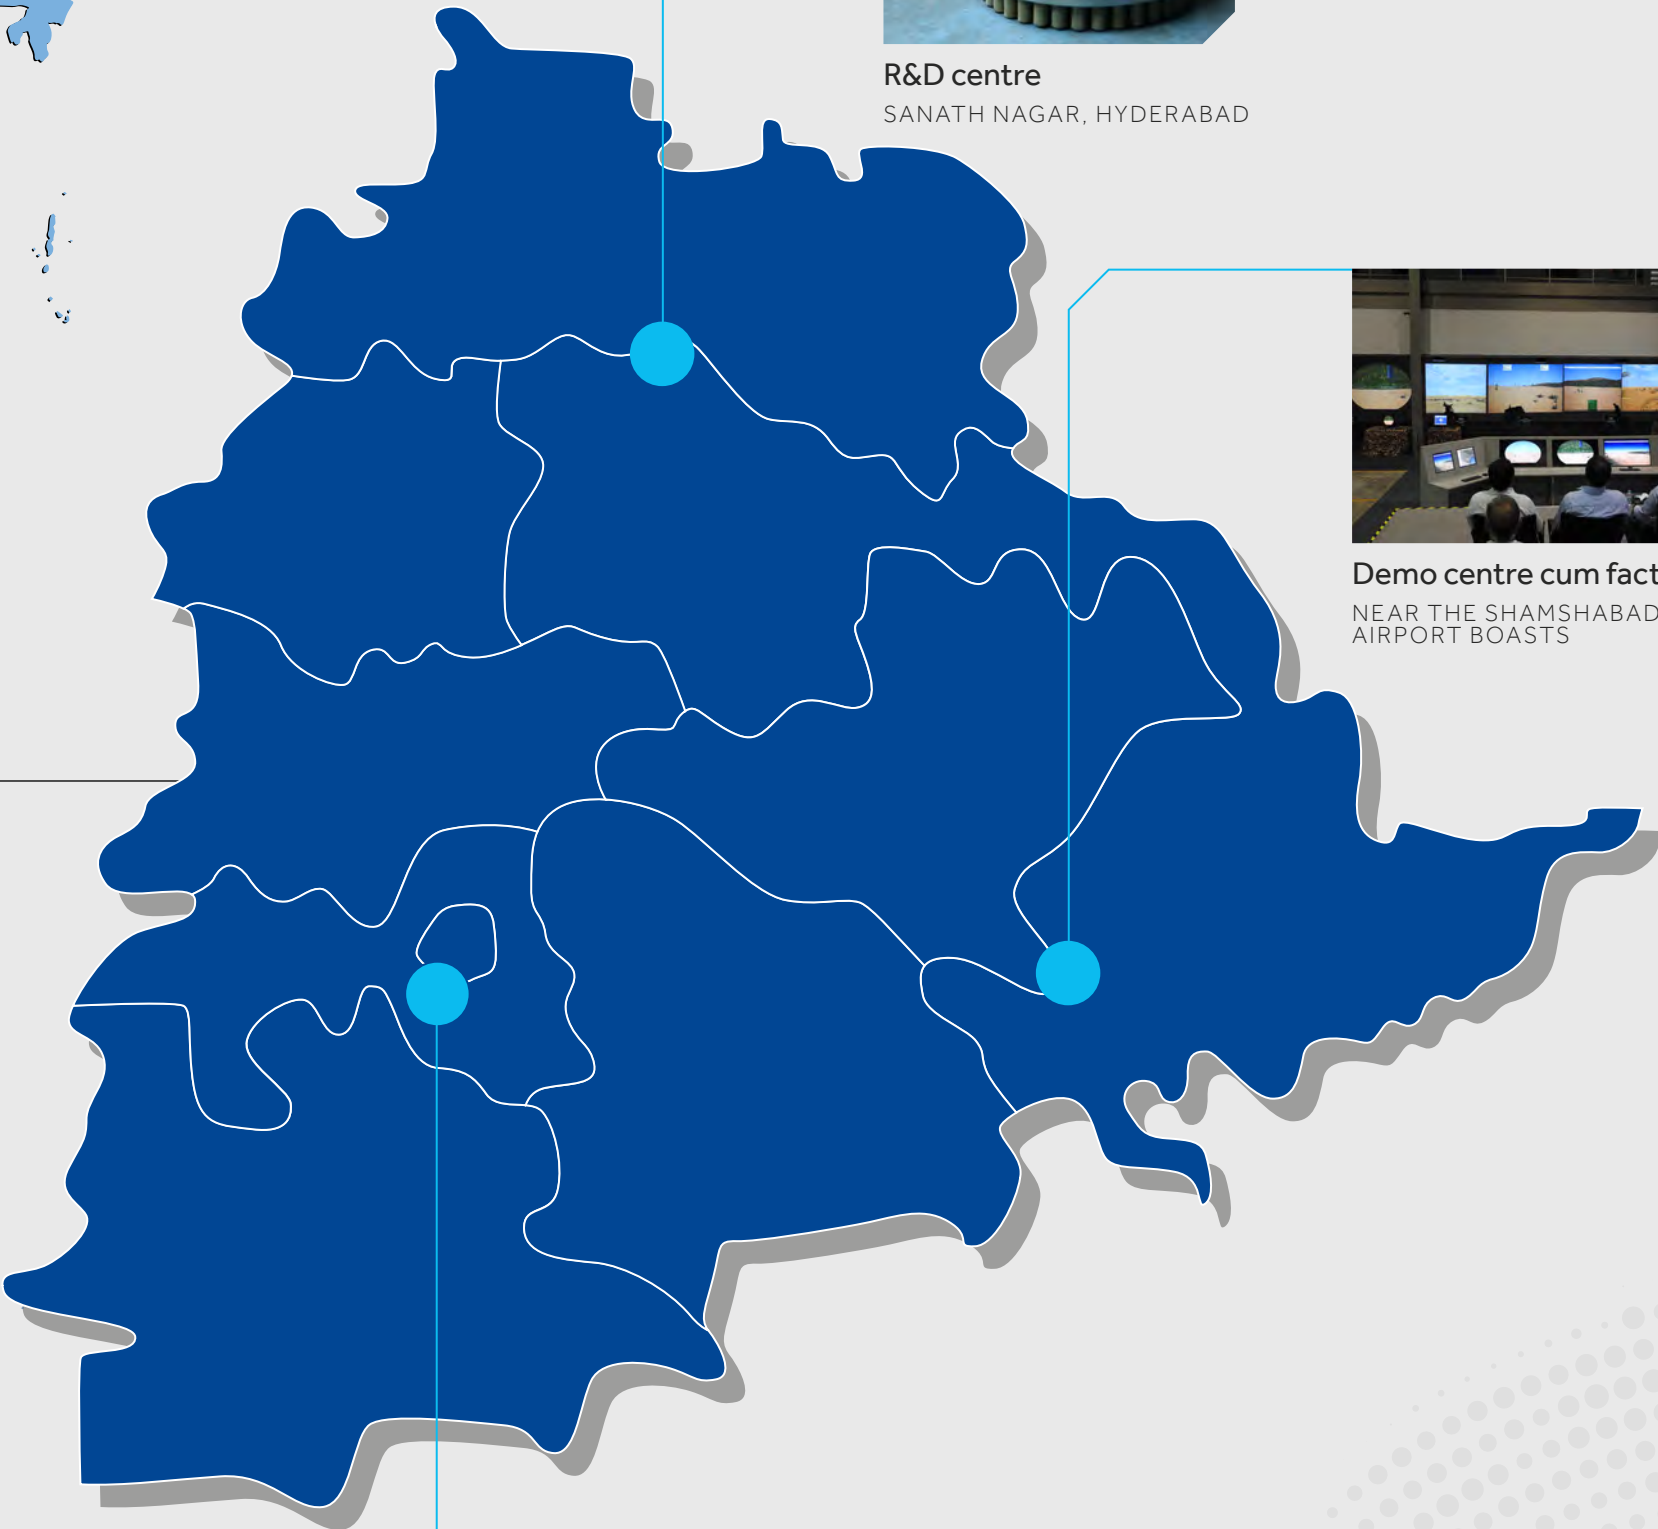 R&D centre
SANATH NAGAR, HYDERABAD
Demo centre cum fact
NEAR THE SHAMSHABAD
AIRPORT BOASTS